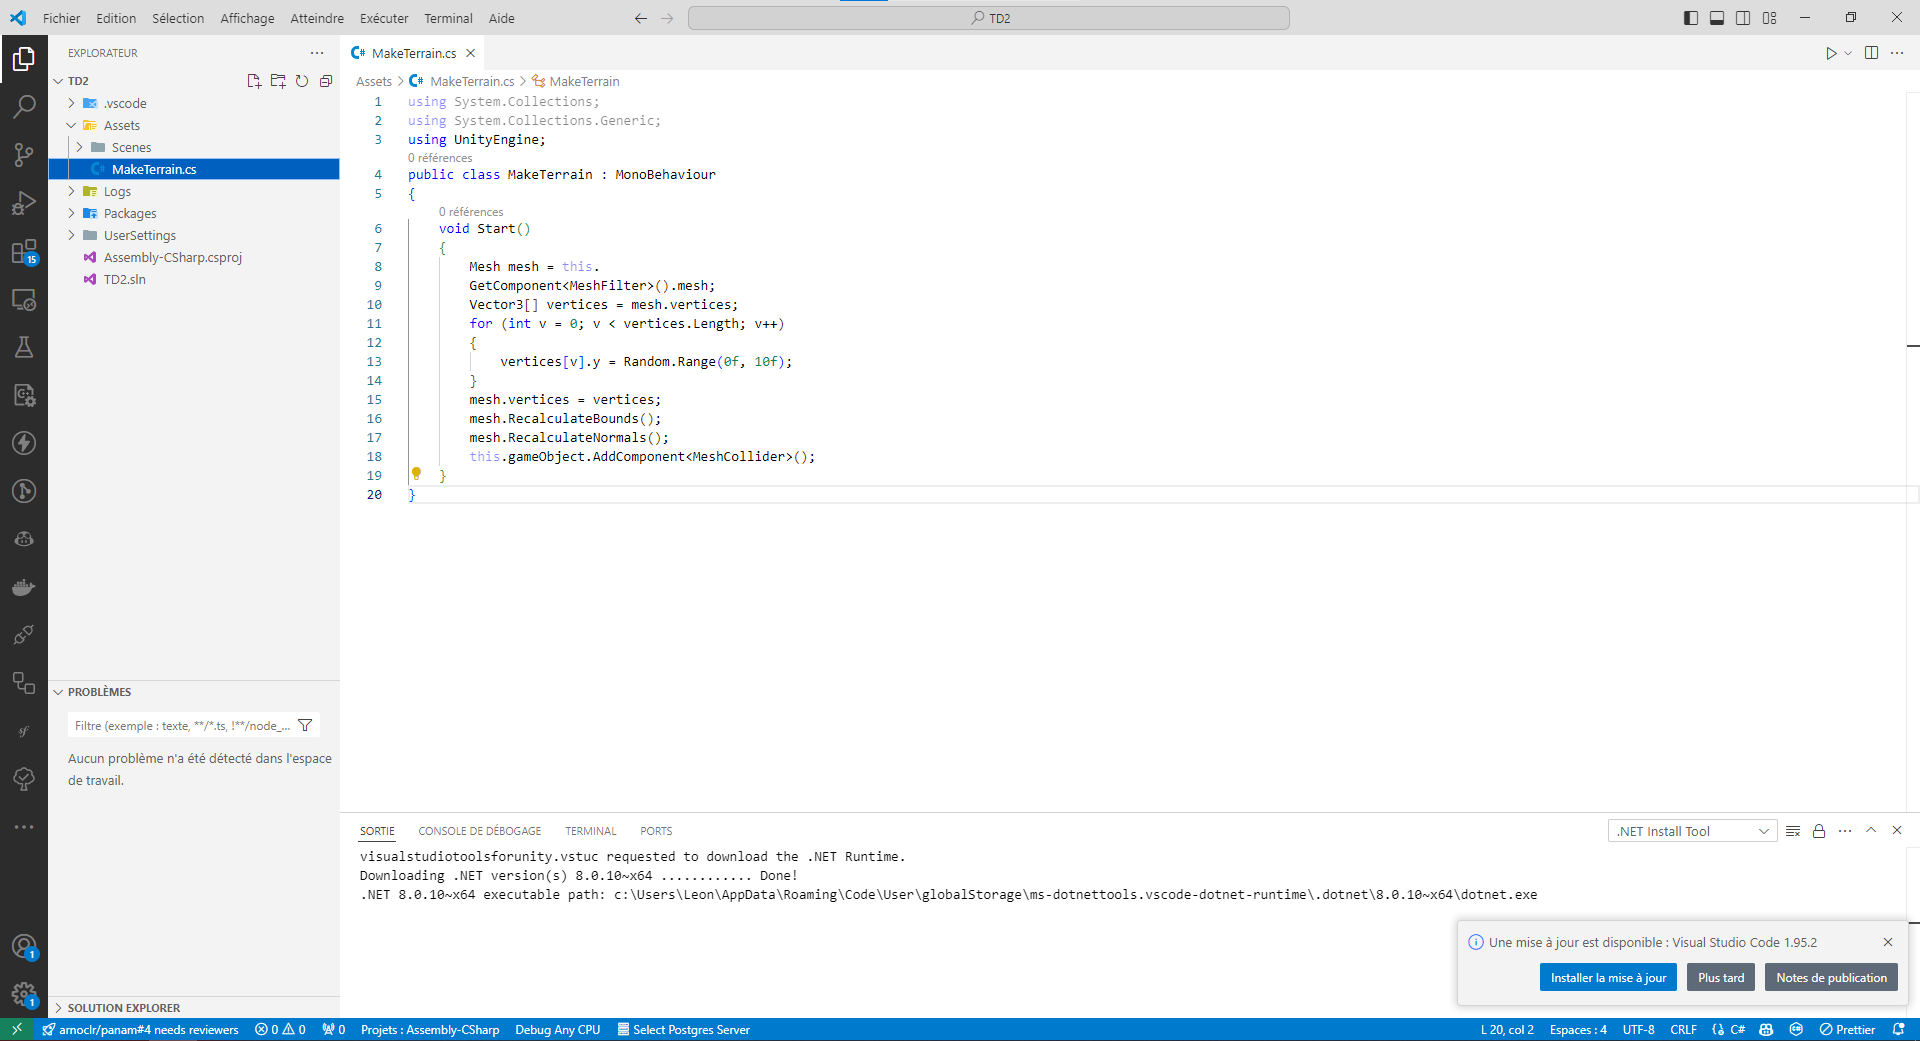 Fichier Edition Sélection Affichage Atteindre Exécuter Terminal Aide
TD2
EXPLORATEUR
TD2
.vscode
Assets
Scenes
MakeTerrain.cs
Logs
Packages
UserSettings
Assembly-CSharp.csproj
TD2.sln
15
PROBLÈMES
Filtre (exemple : texte, **/*.ts, !**/node_...
Aucun problème n'a été détecté dans l'espace
de travail.
1
1
SOLUTION EXPLORER
MakeTerrain.cs
Assets > MakeTerrain.cs > MakeTerrain
1 using System.Collections;
2 using System.Collections.Generic;
3 using UnityEngine;
0 références
4 public class MakeTerrain : MonoBehaviour
5 {
0 références
6 void Start()
7 {
8 Mesh mesh = this.
9 GetComponent<MeshFilter>().mesh;
10 Vector3[] vertices = mesh.vertices;
11 for (int v = 0; v < vertices.Length; v++)
12 {
13 vertices[v].y = Random.Range(0f, 10f);
14 }
15 mesh.vertices = vertices;
16 mesh.RecalculateBounds();
17 mesh.RecalculateNormals();
18 this.gameObject.AddComponent<MeshCollider>();
19 }
20 }
SORTIE CONSOLE DE DÉBOGAGE TERMINAL PORTS
.NET Install Tool
visualstudiotoolsforunity.vstuc requested to download the .NET Runtime.
Downloading .NET version(s) 8.0.10~x64 ............ Done!
.NET 8.0.10~x64 executable path: c:\Users\Leon\AppData\Roaming\Code\User\globalStorage\ms-dotnettools.vscode-dotnet-runtime\.dotnet\8.0.10~x64\dotnet.exe
Une mise à jour est disponible : Visual Studio Code 1.95.2
Installer la mise à jour Plus tard Notes de publication
arnoclr/panam#4 needs reviewers 0 0 0 Projets : Assembly-CSharp Debug Any CPU Select Postgres Server
L 20, col 2 Espaces : 4 UTF-8 CRLF C# Prettier